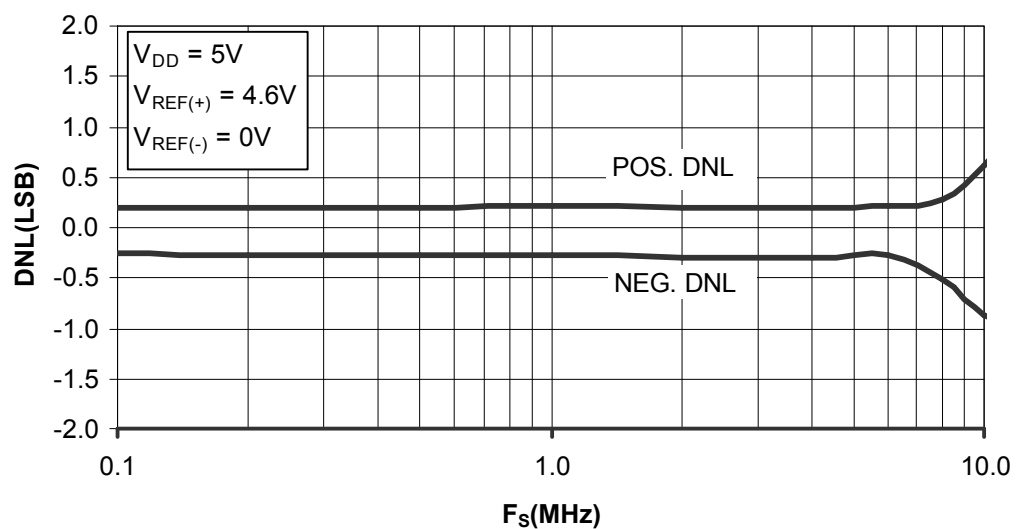 2.0
1.5
1.0
0.5
0.0
-0.5
-1.0
-1.5
-2.0
DNL(LSB)
V_DD = 5V
V_REF(+) = 4.6V
V_REF(-) = 0V
POS. DNL
NEG. DNL
0.1 1.0 10.0
F_S(MHz)